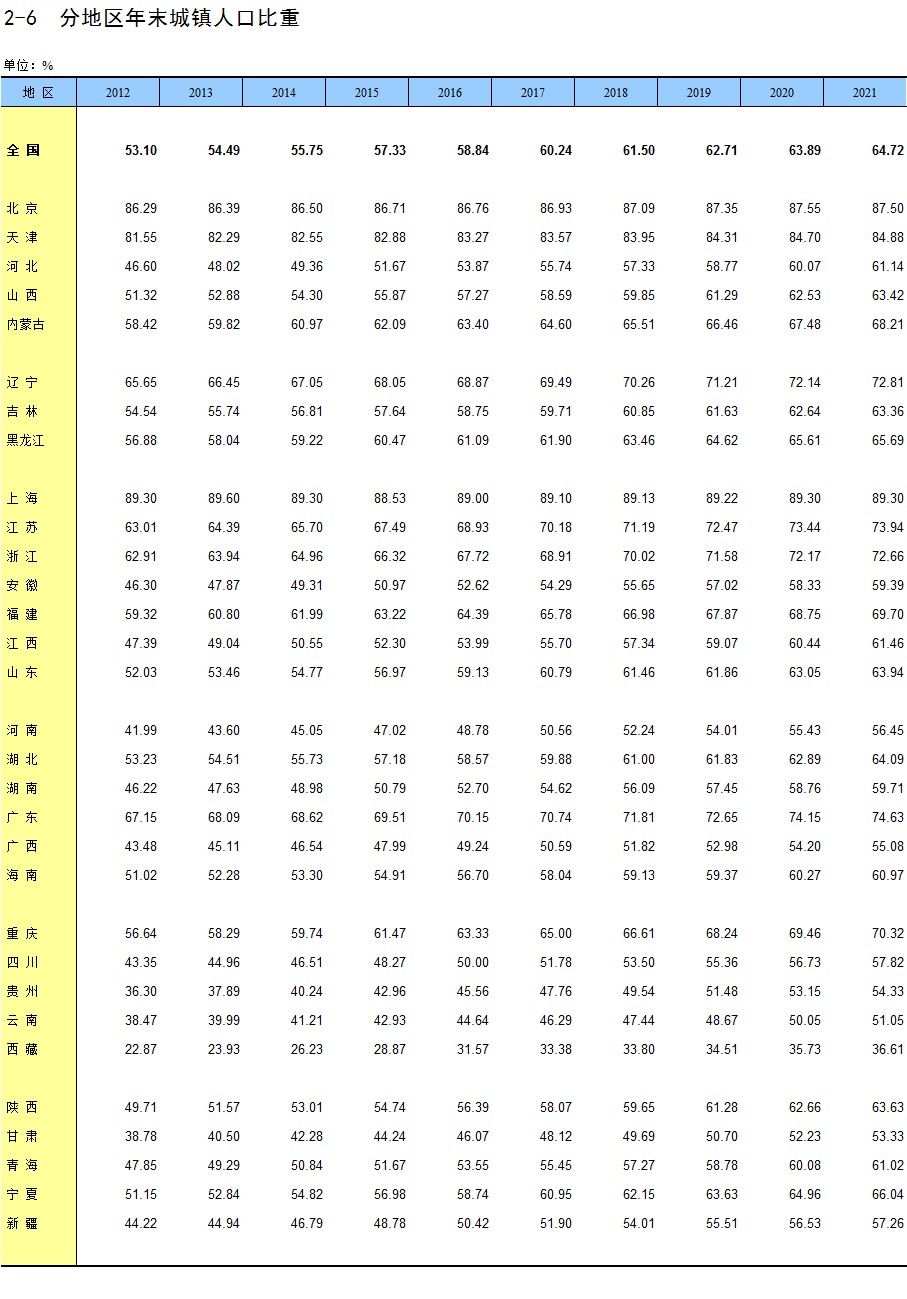 2-6 分地区年末城镇人口比重
单位：%
地 区 2012 2013 2014 2015 2016 2017 2018 2019 2020 2021
全 国 53.10 54.49 55.75 57.33 58.84 60.24 61.50 62.71 63.89 64.72
北 京 86.29 86.39 86.50 86.71 86.76 86.93 87.09 87.35 87.55 87.50
天 津 81.55 82.29 82.55 82.88 83.27 83.57 83.95 84.31 84.70 84.88
河 北 46.60 48.02 49.36 51.67 53.87 55.74 57.33 58.77 60.07 61.14
山 西 51.32 52.88 54.30 55.87 57.27 58.59 59.85 61.29 62.53 63.42
内蒙古 58.42 59.82 60.97 62.09 63.40 64.60 65.51 66.46 67.48 68.21
辽 宁 65.65 66.45 67.05 68.05 68.87 69.49 70.26 71.21 72.14 72.81
吉 林 54.54 55.74 56.81 57.64 58.75 59.71 60.85 61.63 62.64 63.36
黑龙江 56.88 58.04 59.22 60.47 61.09 61.90 63.46 64.62 65.61 65.69
上 海 89.30 89.60 89.30 88.53 89.00 89.10 89.13 89.22 89.30 89.30
江 苏 63.01 64.39 65.70 67.49 68.93 70.18 71.19 72.47 73.44 73.94
浙 江 62.91 63.94 64.96 66.32 67.72 68.91 70.02 71.58 72.17 72.66
安 徽 46.30 47.87 49.31 50.97 52.62 54.29 55.65 57.02 58.33 59.39
福 建 59.32 60.80 61.99 63.22 64.39 65.78 66.98 67.87 68.75 69.70
江 西 47.39 49.04 50.55 52.30 53.99 55.70 57.34 59.07 60.44 61.46
山 东 52.03 53.46 54.77 56.97 59.13 60.79 61.46 61.86 63.05 63.94
河 南 41.99 43.60 45.05 47.02 48.78 50.56 52.24 54.01 55.43 56.45
湖 北 53.23 54.51 55.73 57.18 58.57 59.88 61.00 61.83 62.89 64.09
湖 南 46.22 47.63 48.98 50.79 52.70 54.62 56.09 57.45 58.76 59.71
广 东 67.15 68.09 68.62 69.51 70.15 70.74 71.81 72.65 74.15 74.63
广 西 43.48 45.11 46.54 47.99 49.24 50.59 51.82 52.98 54.20 55.08
海 南 51.02 52.28 53.30 54.91 56.70 58.04 59.13 59.37 60.27 60.97
重 庆 56.64 58.29 59.74 61.47 63.33 65.00 66.61 68.24 69.46 70.32
四 川 43.35 44.96 46.51 48.27 50.00 51.78 53.50 55.36 56.73 57.82
贵 州 36.30 37.89 40.24 42.96 45.56 47.76 49.54 51.48 53.15 54.33
云 南 38.47 39.99 41.21 42.93 44.64 46.29 47.44 48.67 50.05 51.05
西 藏 22.87 23.93 26.23 28.87 31.57 33.38 33.80 34.51 35.73 36.61
陕 西 49.71 51.57 53.01 54.74 56.39 58.07 59.65 61.28 62.66 63.63
甘 肃 38.78 40.50 42.28 44.24 46.07 48.12 49.69 50.70 52.23 53.33
青 海 47.85 49.29 50.84 51.67 53.55 55.45 57.27 58.78 60.08 61.02
宁 夏 51.15 52.84 54.82 56.98 58.74 60.95 62.15 63.63 64.96 66.04
新 疆 44.22 44.94 46.79 48.78 50.42 51.90 54.01 55.51 56.53 57.26